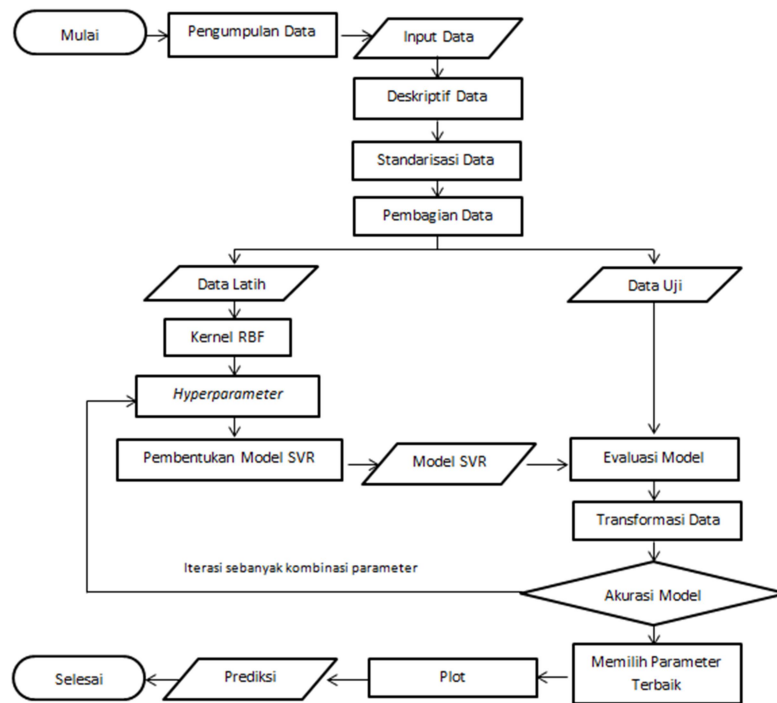 Mulai
Pengumpulan Data
Input Data
Deskriptif Data
Standarisasi Data
Pembagian Data
Data Latih
Data Uji
Kernel RBF
Hyperparameter
Pembentukan Model SVR
Model SVR
Evaluasi Model
Transformasi Data
Iterasi sebanyak kombinasi parameter
Akurasi Model
Memilih Parameter
Terbaik
Plot
Prediksi
Selesai